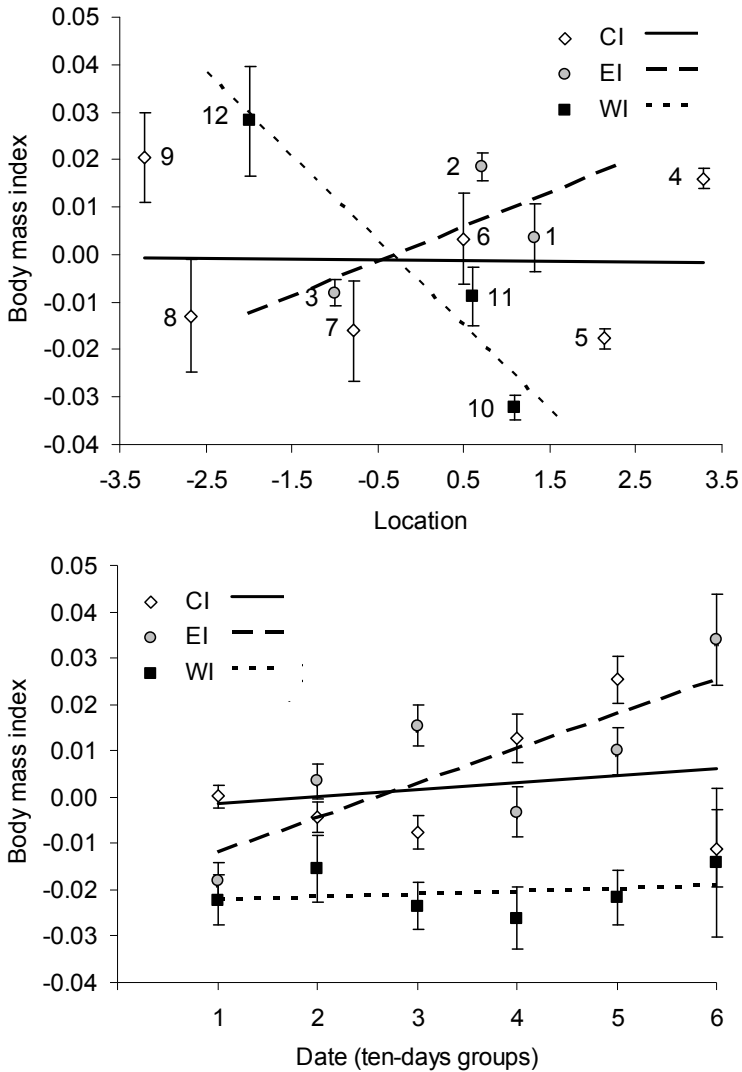 0.05
0.04
0.03
0.02
0.01
0.00
-0.01
-0.02
-0.03
-0.04
Body mass index
CI
EI
WI
12
9
2
4
6
1
3
11
8
7
5
10
-3.5 -2.5 -1.5 -0.5 0.5 1.5 2.5 3.5
Location
0.05
0.04
0.03
0.02
0.01
0.00
-0.01
-0.02
-0.03
-0.04
Body mass index
CI
EI
WI
1 2 3 4 5 6
Date (ten-days groups)